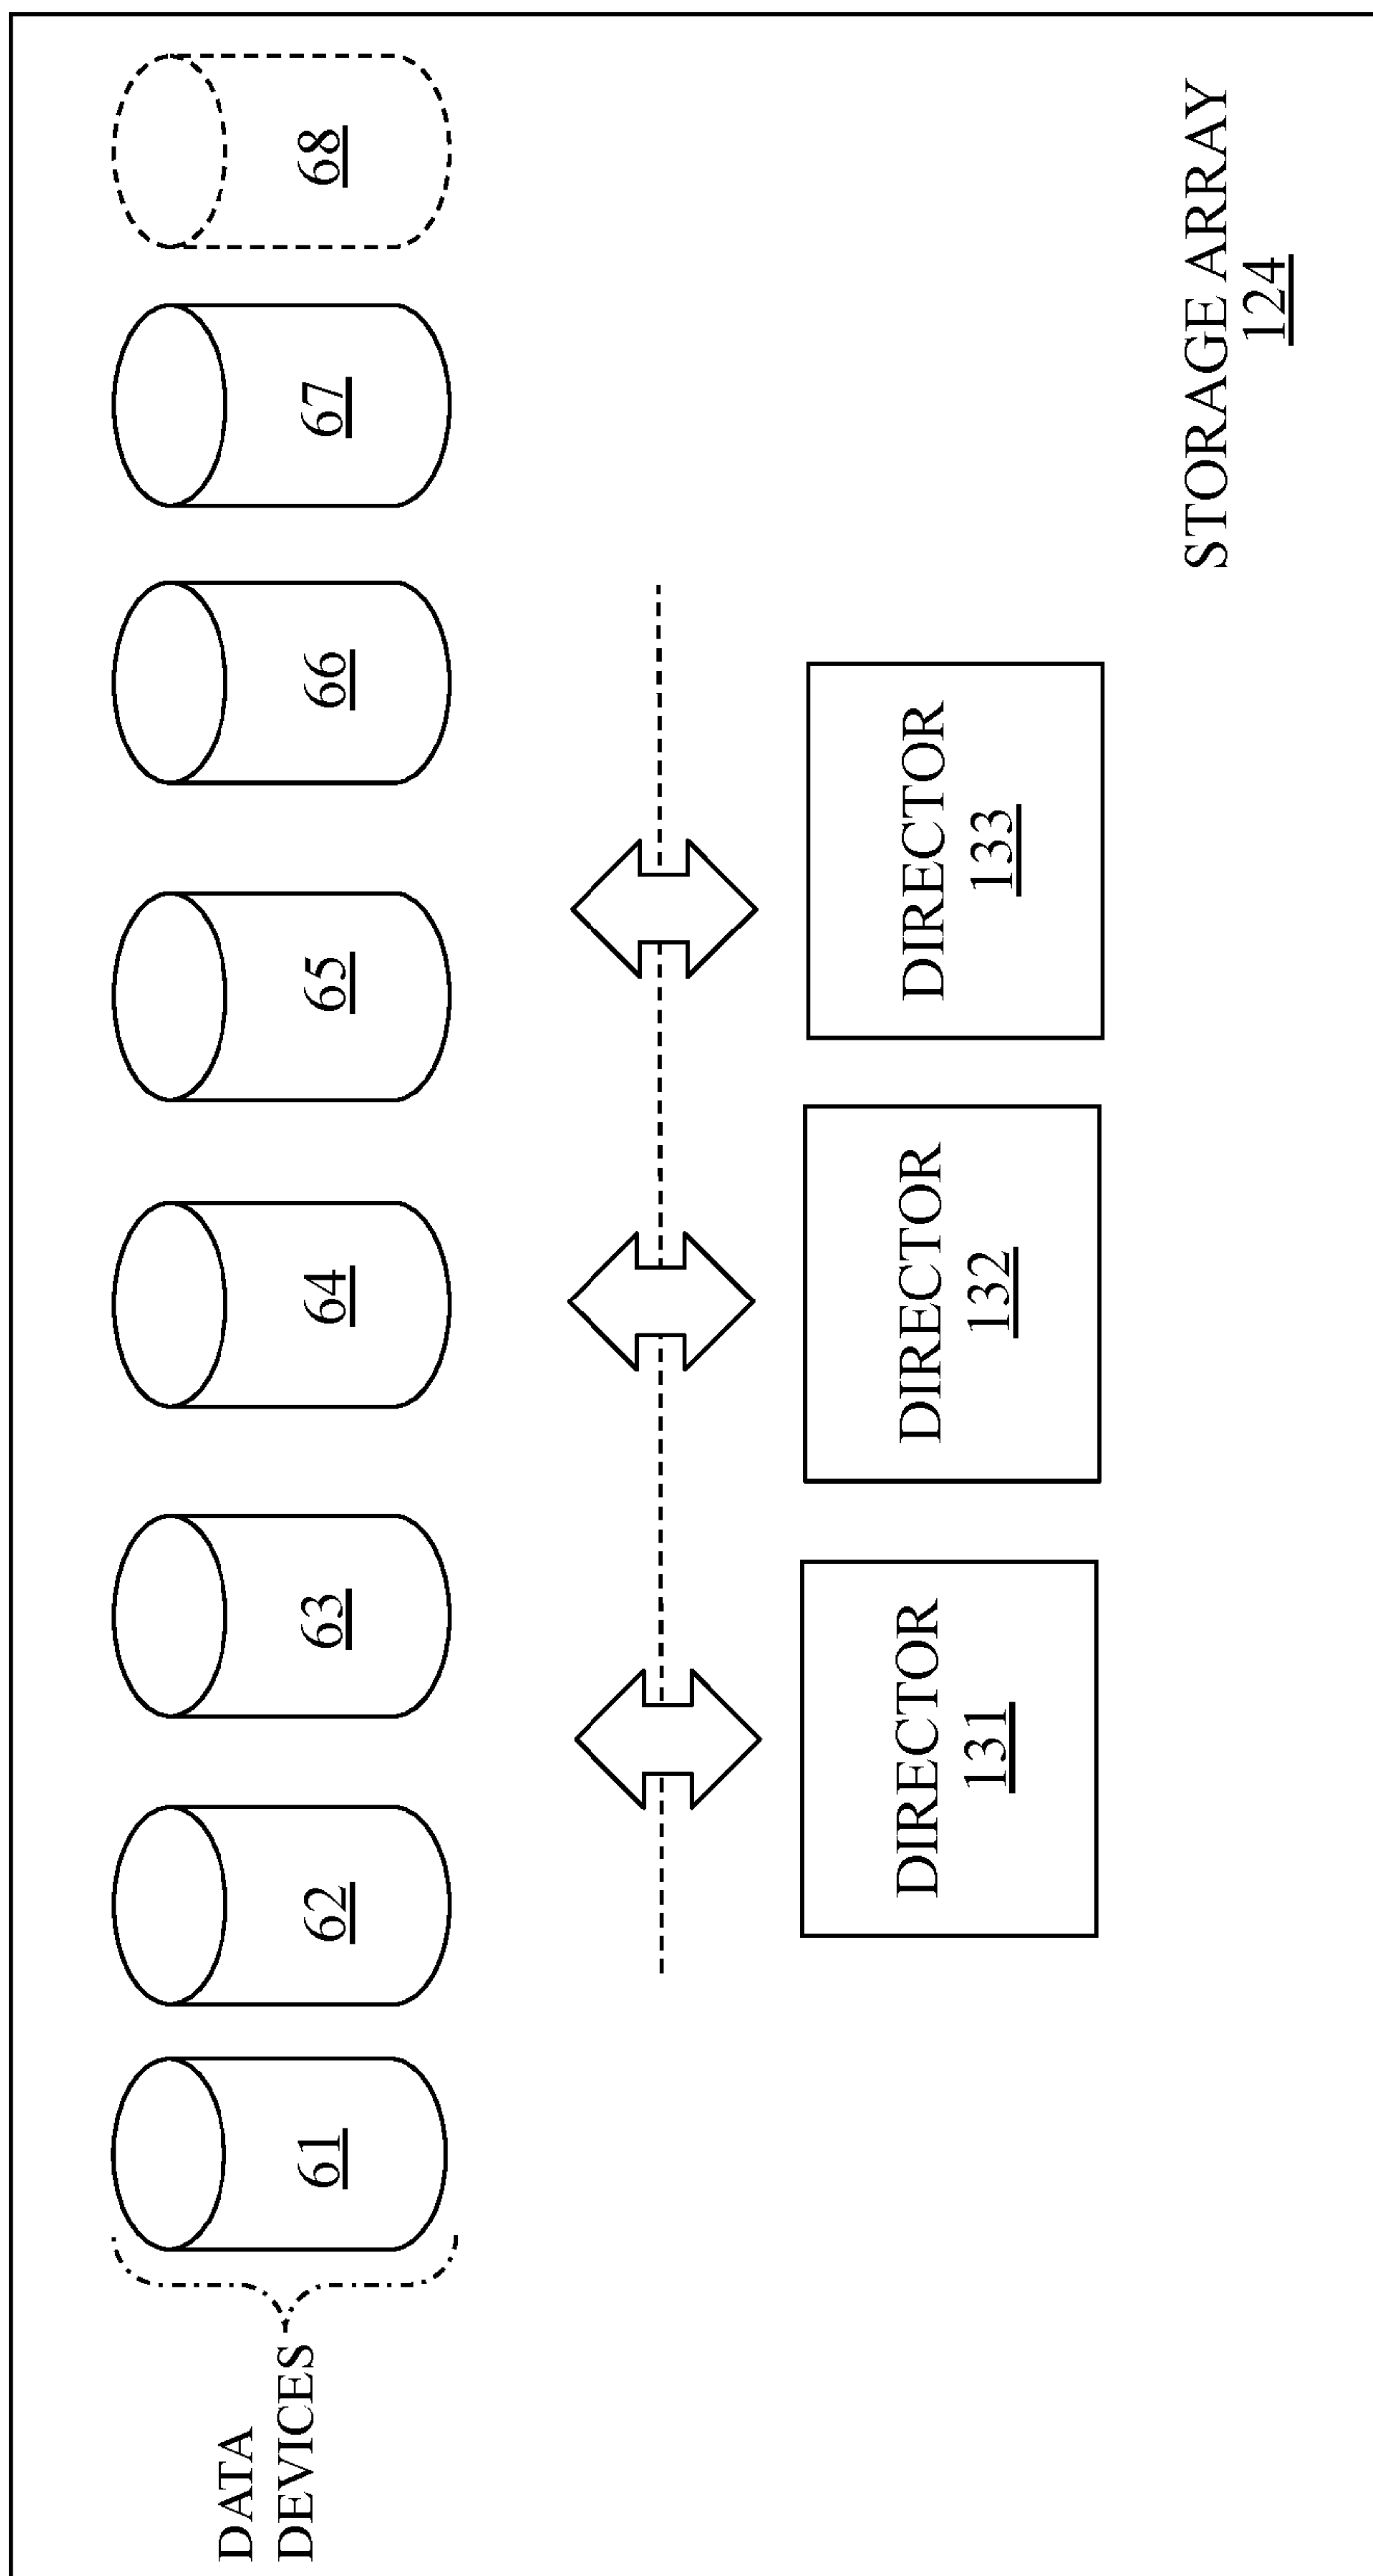 DATA
DEVICES
61
62
63
64
65
66
67
68
DIRECTOR
131
DIRECTOR
132
DIRECTOR
133
STORAGE ARRAY
124